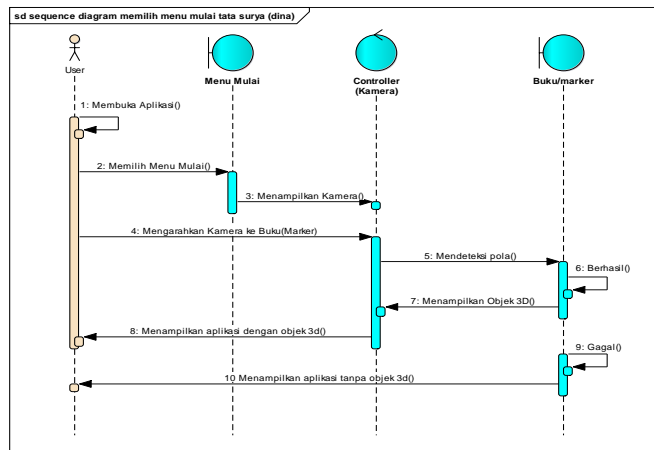 sd sequence diagram memilih menu mulai tata surya (dina)
User
Menu Mulai
Controller
(Kamera)
Buku/marker
1: Membuka Aplikasi()
2: Memilih Menu Mulai()
3: Menampilkan Kamera()
4: Mengarahkan Kamera ke Buku(Marker)
5: Mendeteksi pola()
6: Berhasil()
7: Menampilkan Objek 3D()
8: Menampilkan aplikasi dengan objek 3d()
9: Gagal()
10 Menampilkan aplikasi tanpa objek 3d()